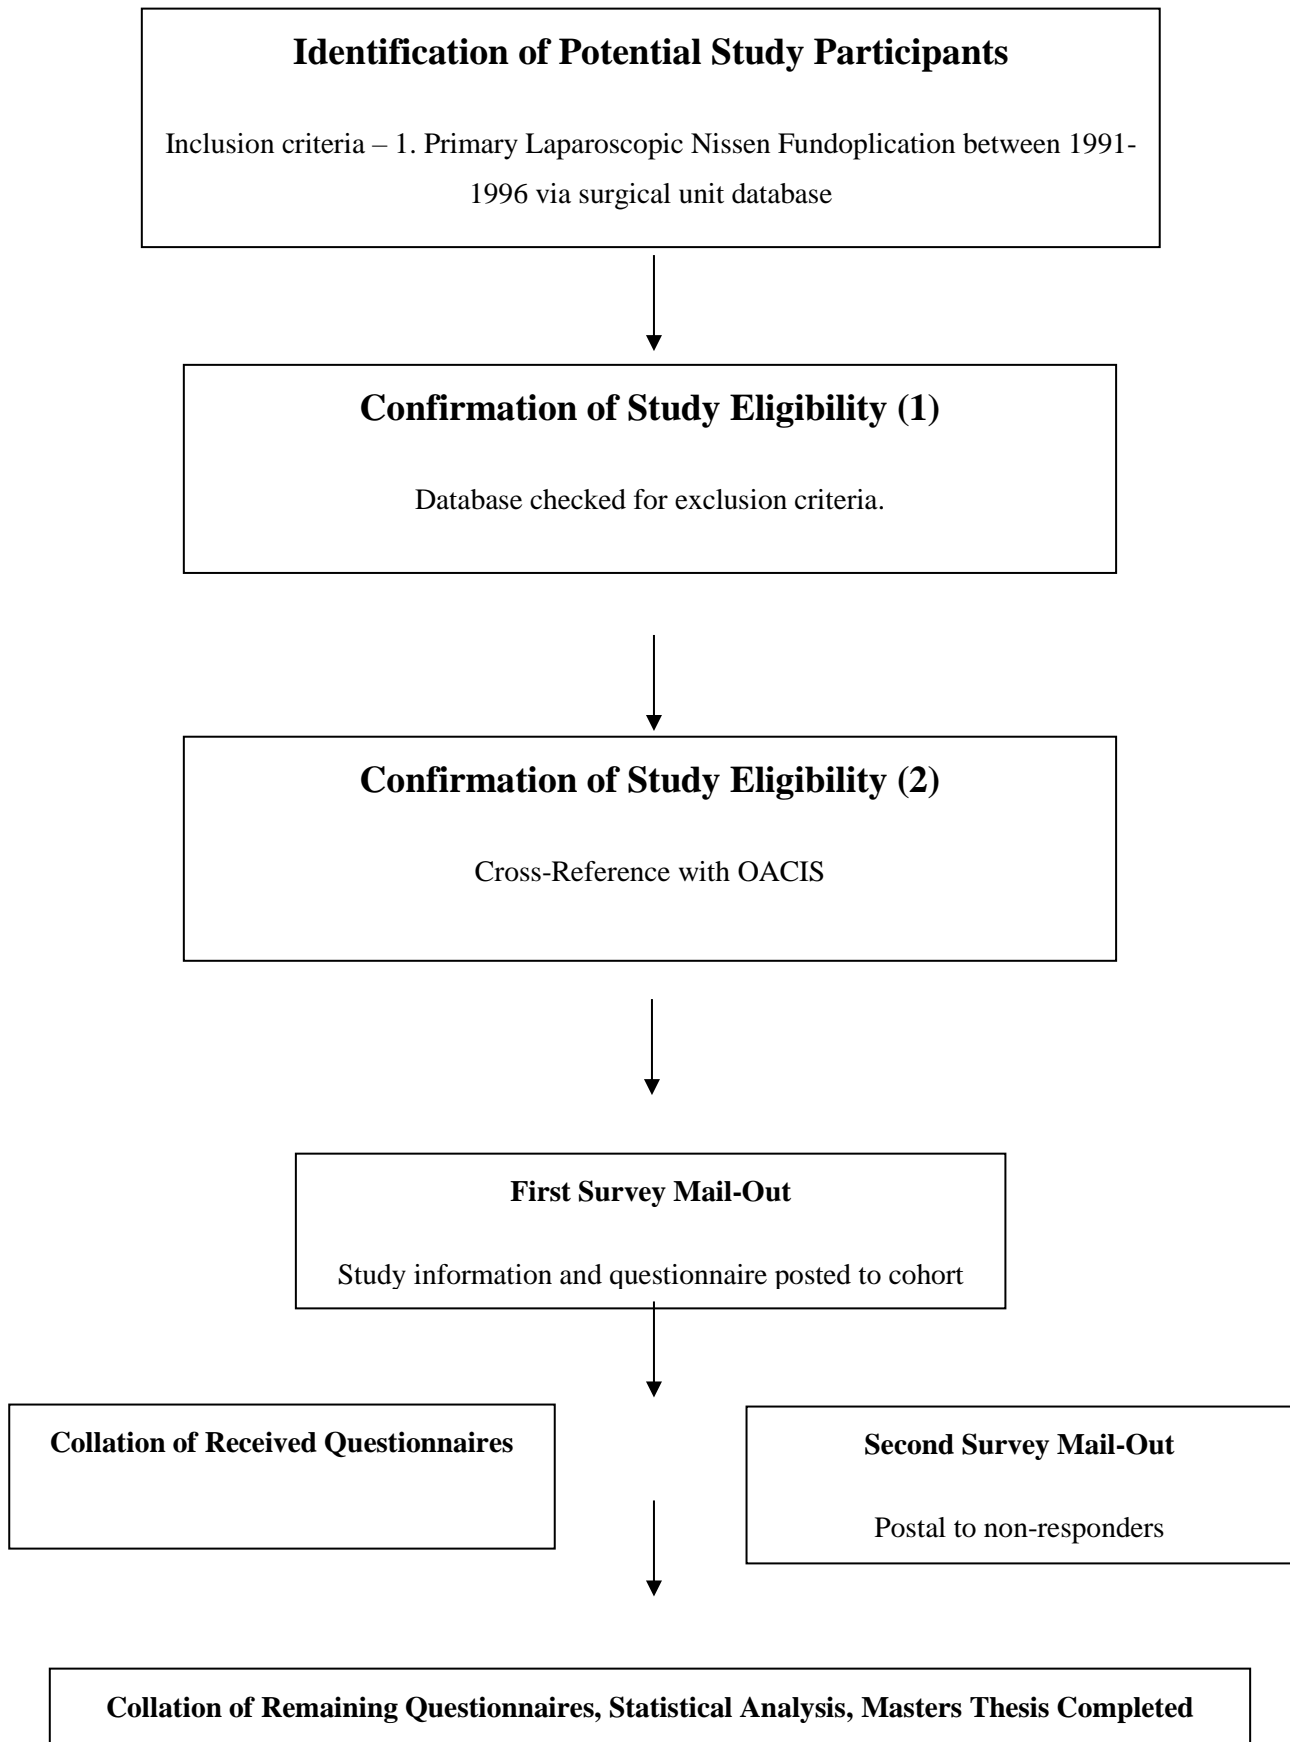 Identification of Potential Study Participants
Inclusion criteria – 1. Primary Laparoscopic Nissen Fundoplication between 1991-
1996 via surgical unit database
Confirmation of Study Eligibility (1)
Database checked for exclusion criteria.
Confirmation of Study Eligibility (2)
Cross-Reference with OACIS
First Survey Mail-Out
Study information and questionnaire posted to cohort
Collation of Received Questionnaires
Second Survey Mail-Out
Postal to non-responders
Collation of Remaining Questionnaires, Statistical Analysis, Masters Thesis Completed